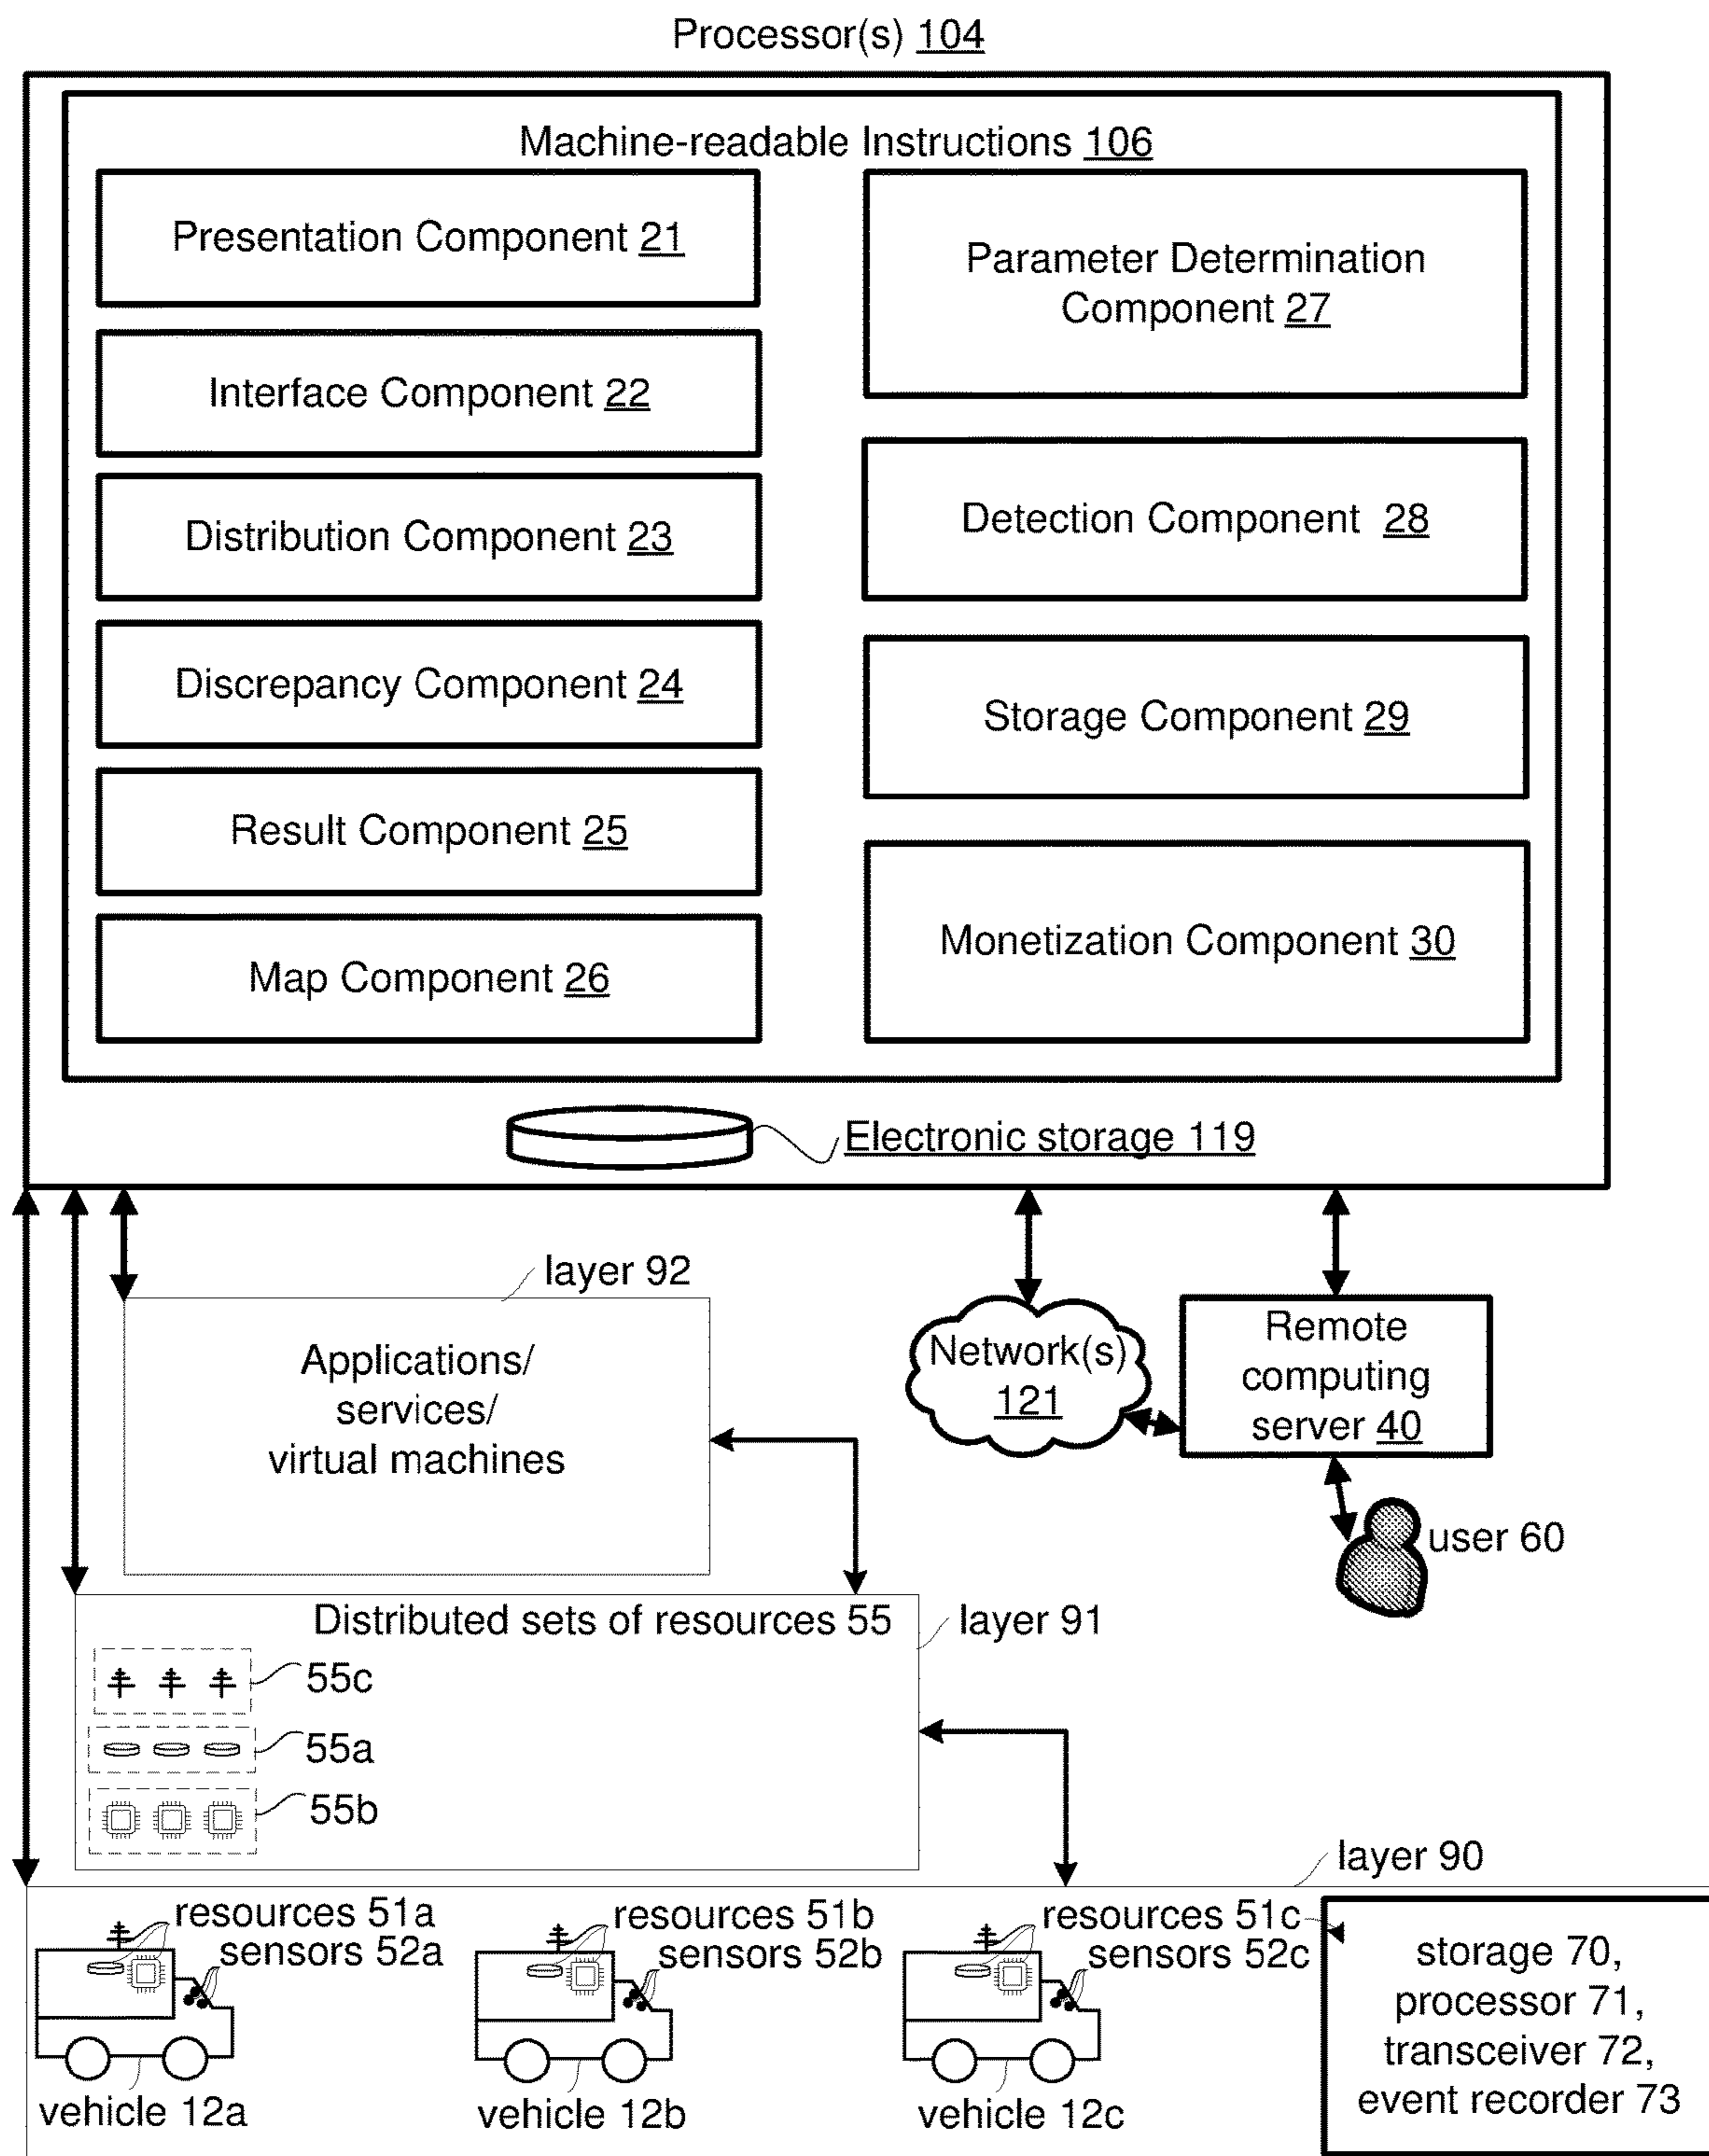 Processor(s) 104
Machine-readable Instructions 106
Presentation Component 21
Interface Component 22
Distribution Component 23
Discrepancy Component 24
Result Component 25
Map Component 26
Parameter Determination
Component 27
Detection Component 28
Storage Component 29
Monetization Component 30
Electronic storage 119
layer 92
Applications/
services/
virtual machines
Network(s)
121
Remote
computing
server 40
user 60
Distributed sets of resources 55
layer 91
55c
55a
55b
layer 90
resources 51a
sensors 52a
vehicle 12a
resources 51b
sensors 52b
vehicle 12b
resources 51c
sensors 52c
vehicle 12c
storage 70,
processor 71,
transceiver 72,
event recorder 73